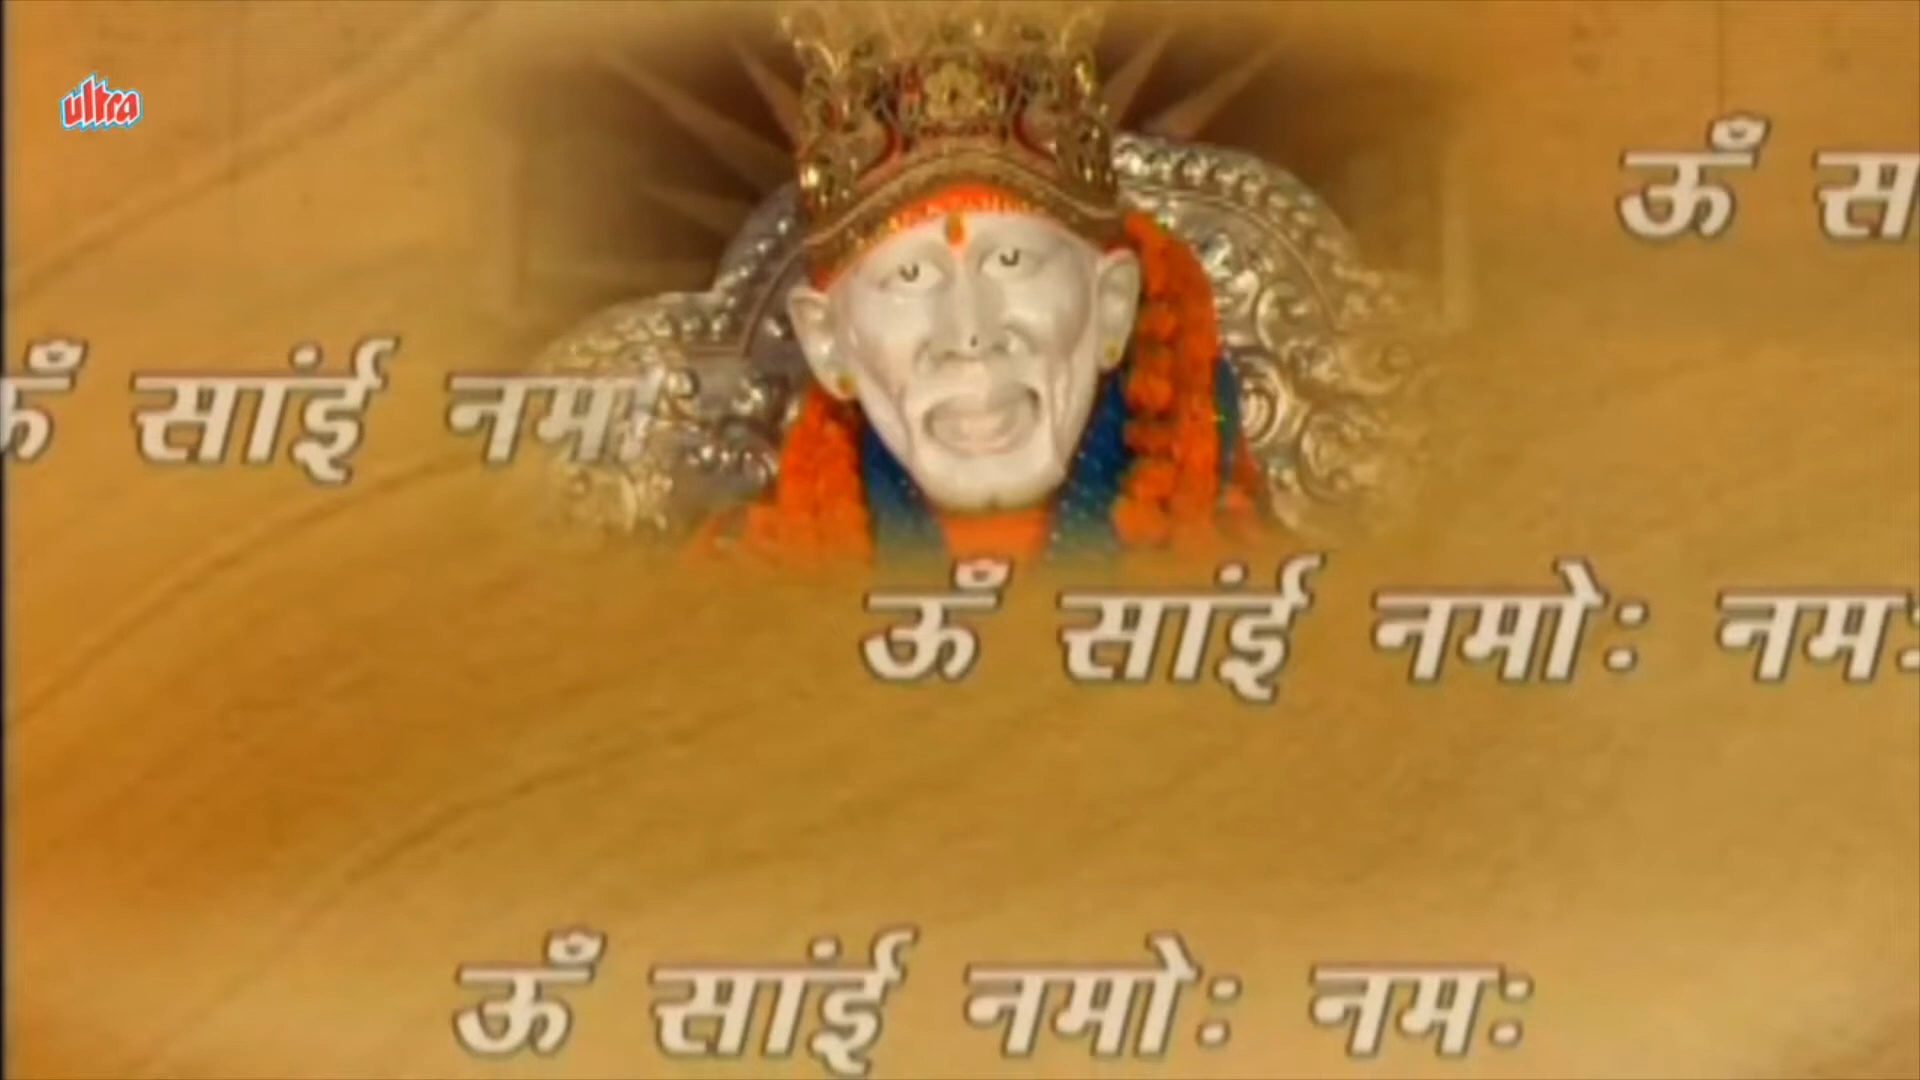 ultra
ऊँ
सांई नमो
ऊँ सांई नमोः नमः
ऊँ सांई नमोः नमः